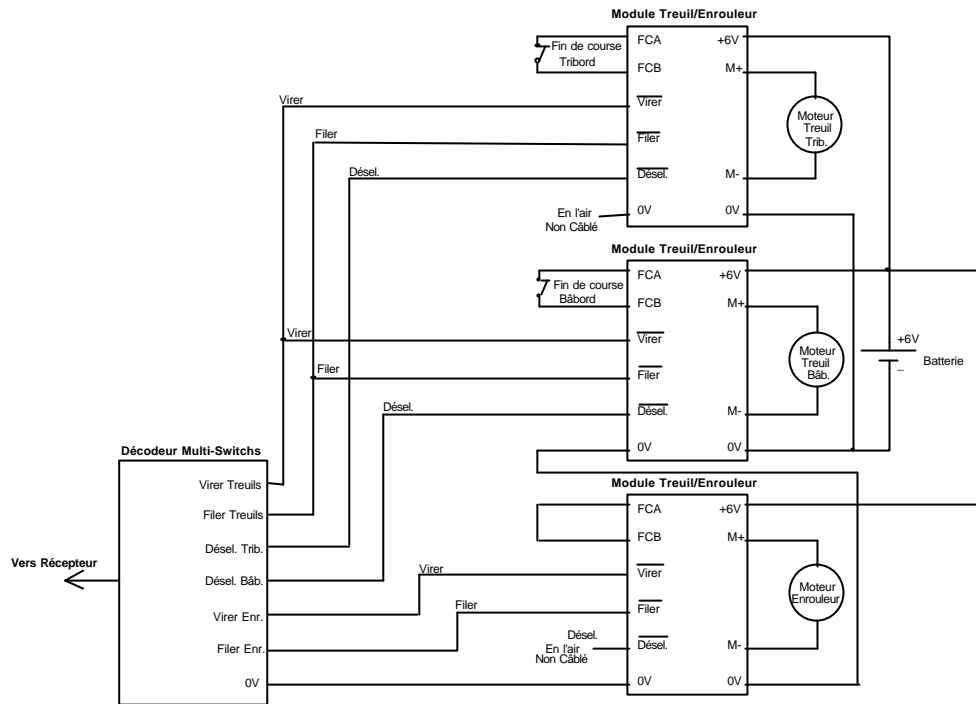 Module Treuil/Enrouleur
FCA
+6V
Fin de course
Tribord
FCB
M+
Virer
Virer
Moteur
Treuil
Trib.
Filer
Filer
Désel.
Désel.
M-
En l'air
Non Câblé
0V
0V
Module Treuil/Enrouleur
FCA
+6V
Fin de course
Bâbord
FCB
M+
Virer
Virer
Moteur
Treuil
Bâb.
+6V
Batterie
_
Filer
Filer
Désel.
Désel.
M-
0V
0V
Décodeur Multi-Switchs
Virer Treuils
Filer Treuils
Désel. Trib.
Désel. Bâb.
Virer Enr.
Filer Enr.
0V
Vers Récepteur
Module Treuil/Enrouleur
FCA
+6V
FCB
M+
Virer
Virer
Moteur
Enrouleur
Filer
Filer
Désel.
En l'air
Non Câblé
Désel.
M-
0V
0V